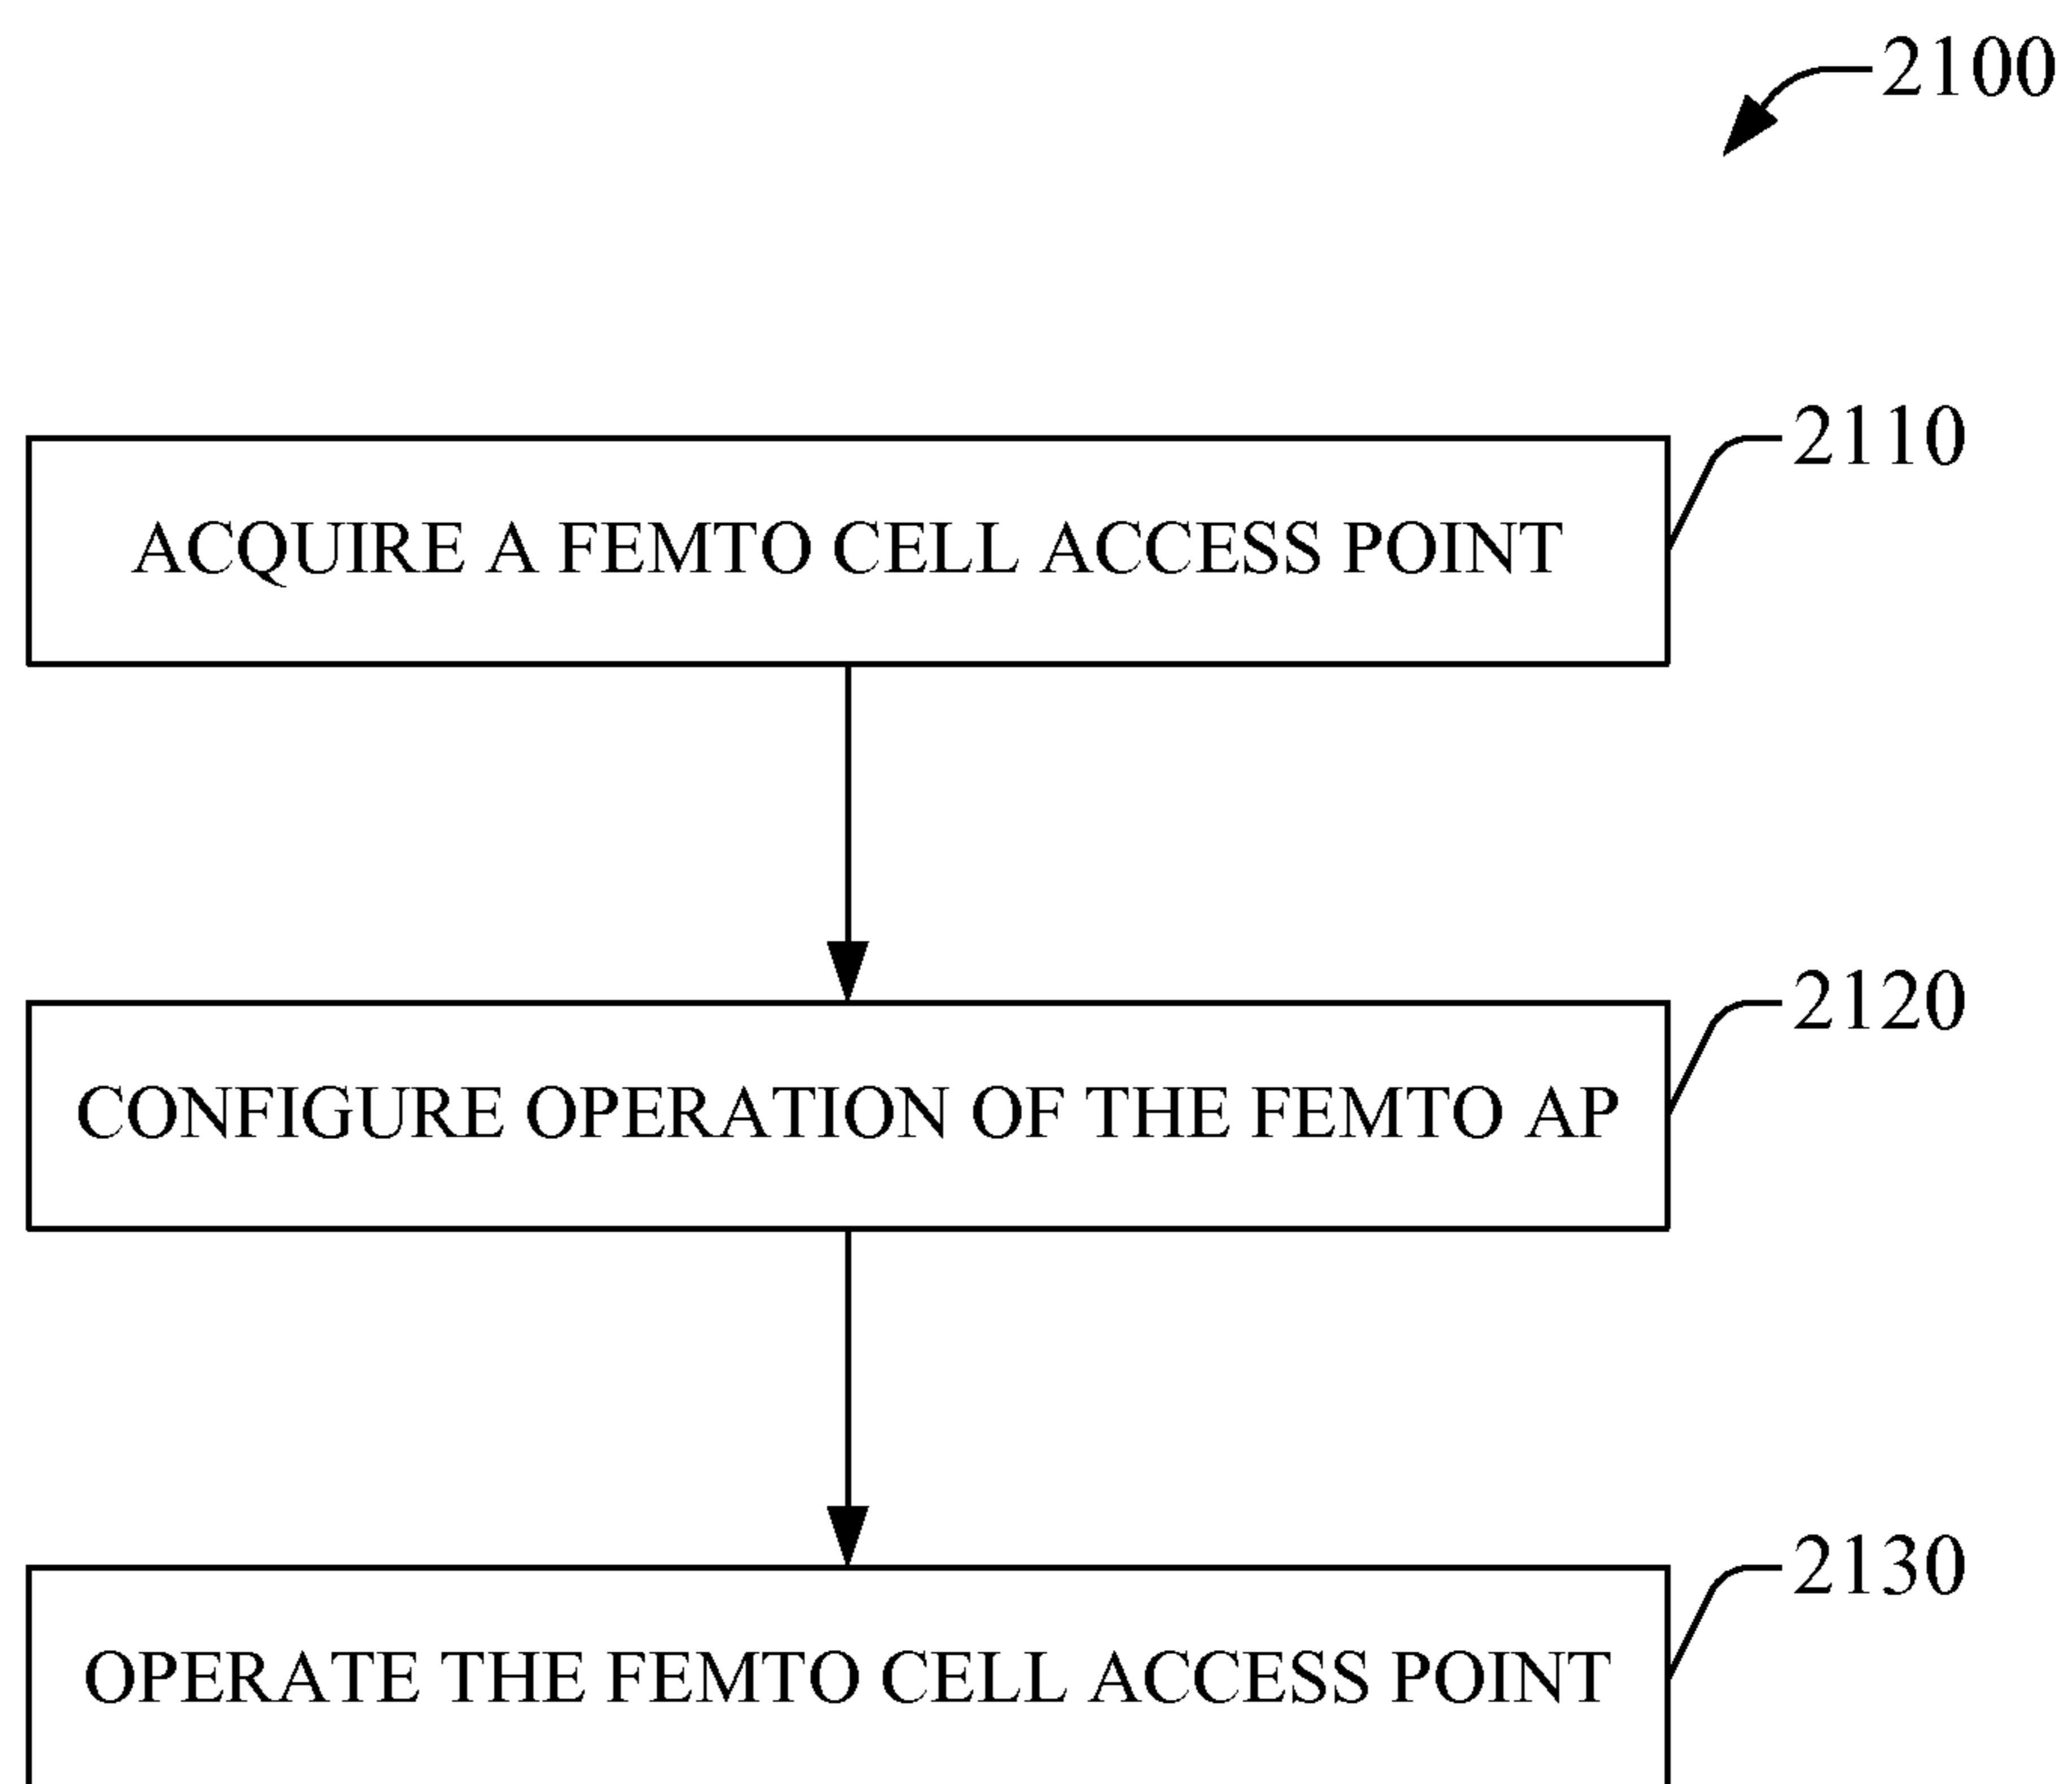 2100
2110
ACQUIRE A FEMTO CELL ACCESS POINT
2120
CONFIGURE OPERATION OF THE FEMTO AP
2130
OPERATE THE FEMTO CELL ACCESS POINT